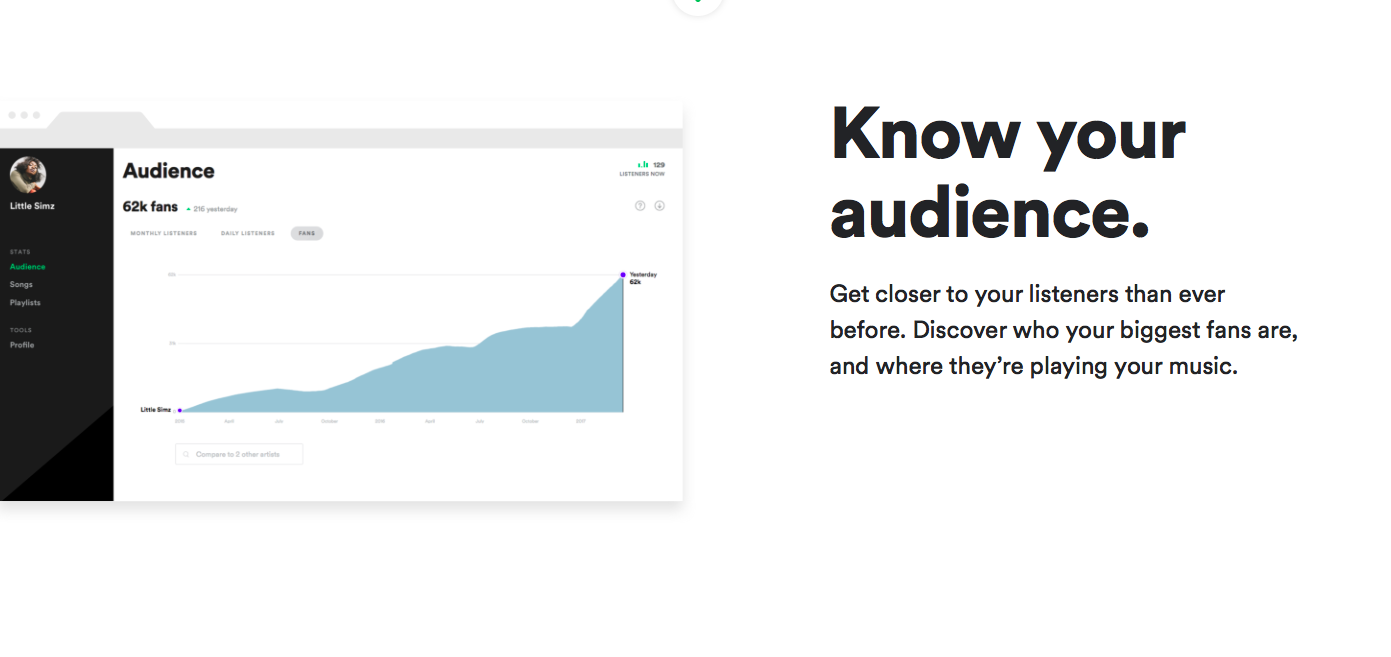 Know your
audience.
Get closer to your listeners than ever
before. Discover who your biggest fans are,
and where they’re playing your music.
Little Simz
STATS
Audience
Songs
Playlists
TOOLS
Profile
Audience
129
LISTENERS NOW
62k fans
216 yesterday
MONTHLY LISTENERS DAILY LISTENERS FANS
Yesterday
62k
Little Simz
April July October 2016 April July October 2017
Compare to 2 other artists